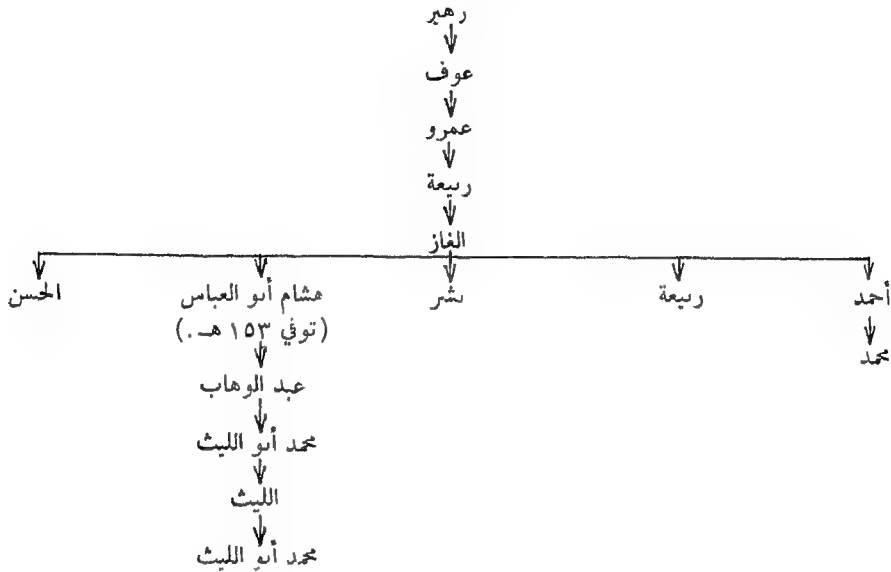 رهير
عوف
عمرو
ربيعة
الغاز
أحمد
ربيعة
بشر
هشام أبو العباس
(توفي ١٥٣ هـ.)
الحسن
محمد
عبد الوهاب
محمد أبو الليث
الليث
محمد أبو الليث